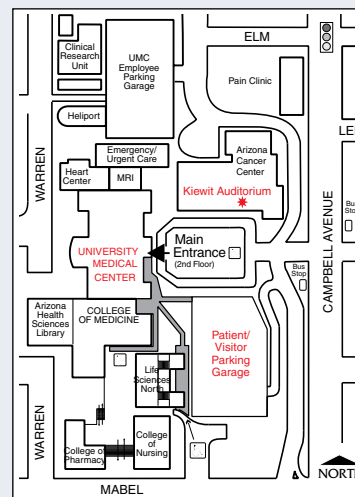 ELM
Clinical
Research
Unit
UMC
Employee
Parking
Garage
Pain Clinic
Heliport
WARREN
Emergency/
Urgent Care
Heart
Center
MRI
Arizona
Cancer
Center
Kiewit Auditorium
Bus
Stop
CAMPBELL AVENUE
UNIVERSITY
MEDICAL
CENTER
Main
Entrance
(2nd Floor)
Bus
Stop
Arizona
Health
Sciences
Library
COLLEGE
OF MEDICINE
Patient/
Visitor
Parking
Garage
Life
Sciences
North
WARREN
College of
Pharmacy
College
of
Nursing
MABEL